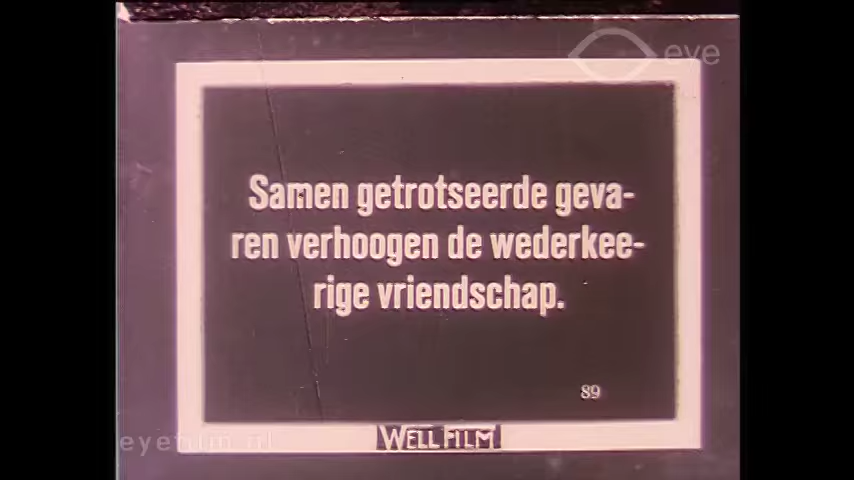 eye
Samen getrotseerde geva-
ren verhoogen de wederkee-
rige vriendschap.
89
WELL FILM
eyefilm.nl